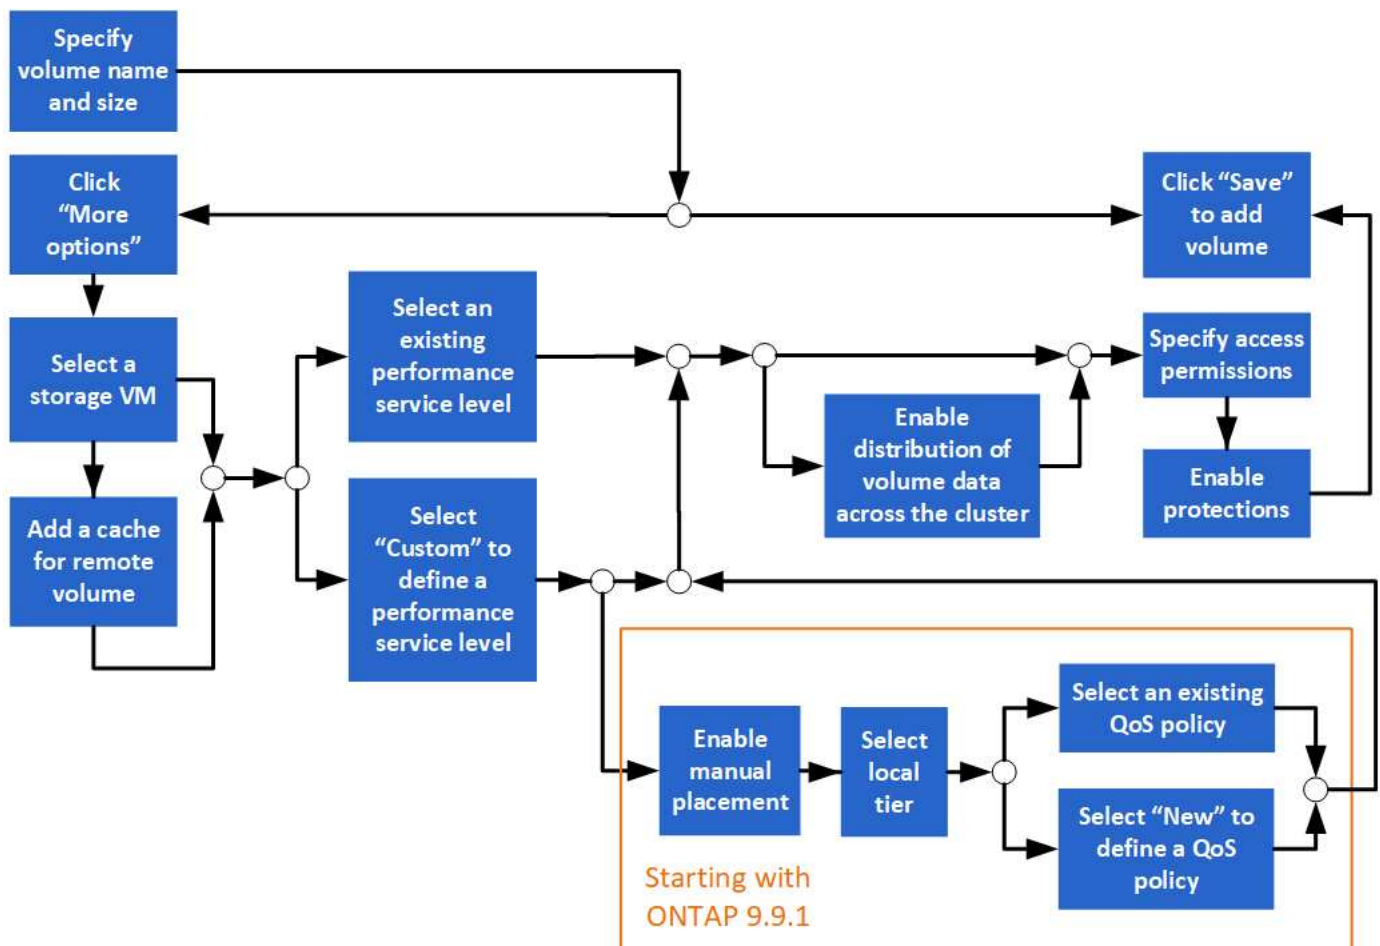 Specify
volume name
and size
Click
“More
options”
Click “Save”
to add
volume
Select a
storage VM
Select an
existing
performance
service level
Specify access
permissions
Enable
distribution of
volume data
across the cluster
Enable
protections
Add a cache
for remote
volume
Select
“Custom” to
define a
performance
service level
Enable
manual
placement
Select
local
tier
Select an existing
QoS policy
Select “New” to
define a QoS
policy
Starting with
ONTAP 9.9.1